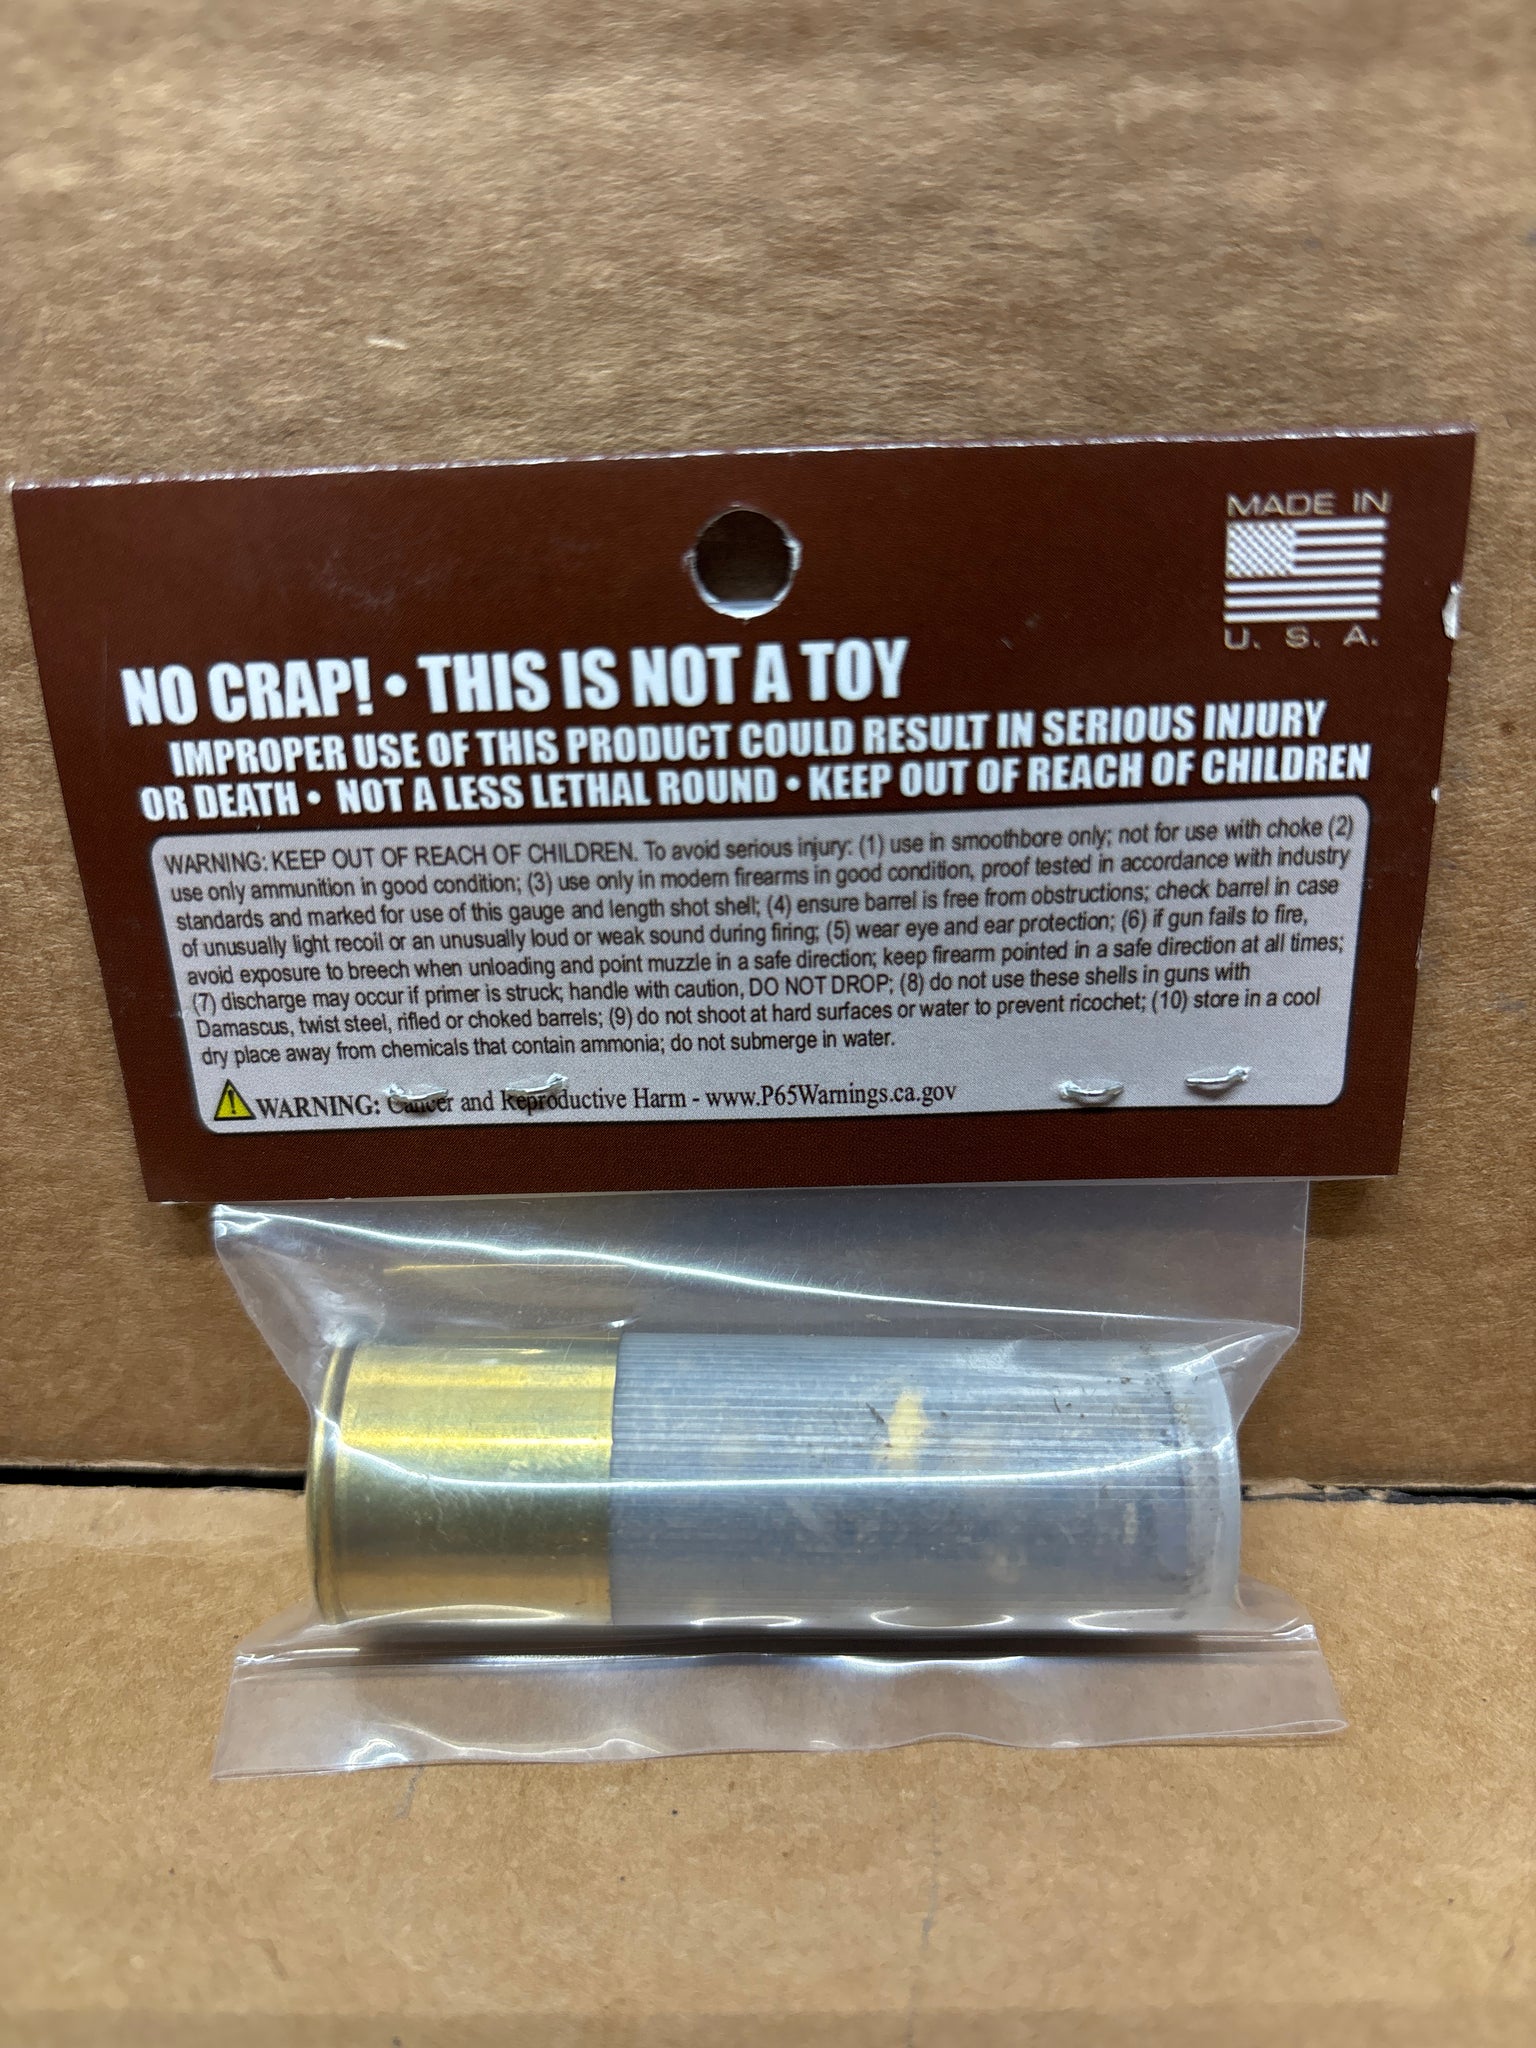 MADE IN
U. S. A.
NO CRAP! • THIS IS NOT A TOY
IMPROPER USE OF THIS PRODUCT COULD RESULT IN SERIOUS INJURY
OR DEATH • NOT A LESS LETHAL ROUND • KEEP OUT OF REACH OF CHILDREN
WARNING: KEEP OUT OF REACH OF CHILDREN. To avoid serious injury: (1) use in smoothbore only; not for use with choke (2)
use only ammunition in good condition; (3) use only in modern firearms in good condition, proof tested in accordance with industry
standards and marked for use of this gauge and length shot shell; (4) ensure barrel is free from obstructions; check barrel in case
of unusually light recoil or an unusually loud or weak sound during firing; (5) wear eye and ear protection; (6) if gun fails to fire,
avoid exposure to breech when unloading and point muzzle in a safe direction; keep firearm pointed in a safe direction at all times;
(7) discharge may occur if primer is struck; handle with caution, DO NOT DROP; (8) do not use these shells in guns with
Damascus, twist steel, rifled or choked barrels; (9) do not shoot at hard surfaces or water to prevent ricochet; (10) store in a cool
dry place away from chemicals that contain ammonia; do not submerge in water.
WARNING: Cancer and Reproductive Harm - www.P65Warnings.ca.gov